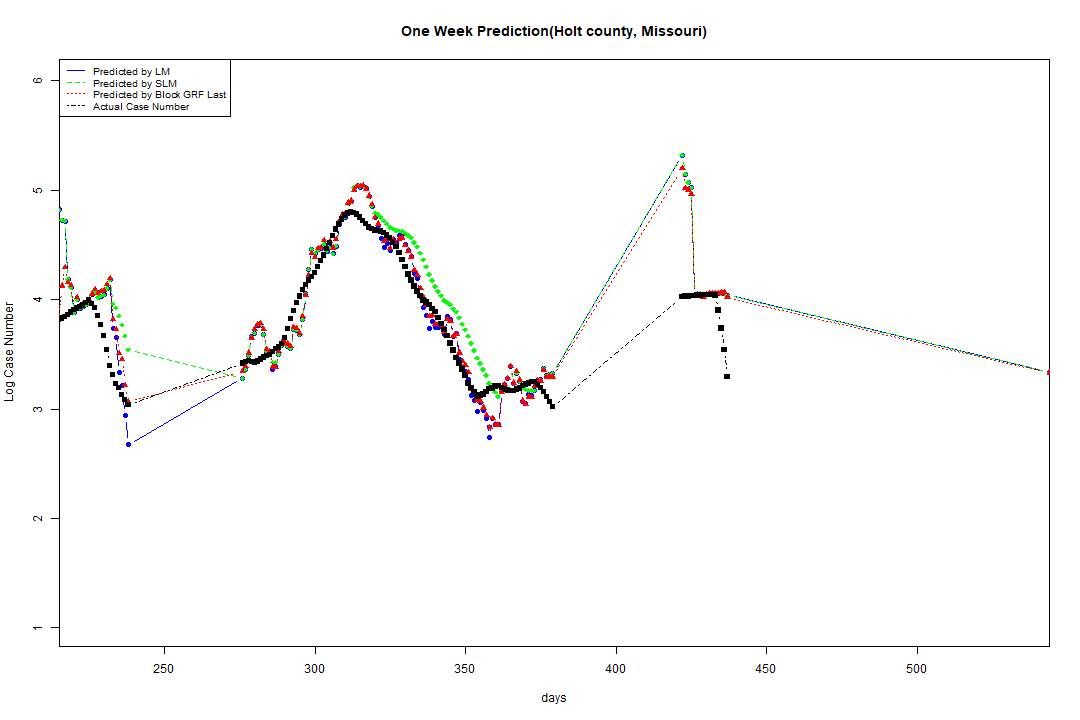 One Week Prediction(Holt county, Missouri)
Predicted by LM
Predicted by SLM
Predicted by Block GRF Last
Actual Case Number
Log Case Number
6
5
4
3
2
1
250
300
350
400
450
500
days